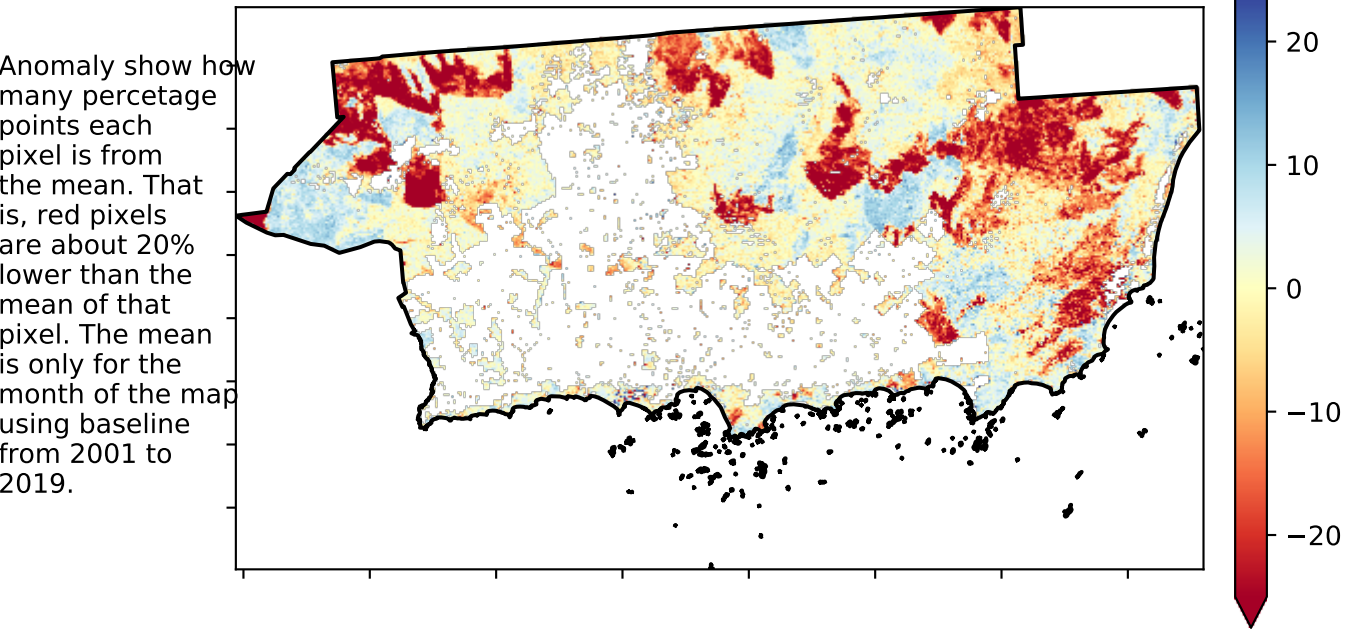 Anomaly show how
many percetage
points each
pixel is from
the mean. That
is, red pixels
are about 20%
lower than the
mean of that
pixel. The mean
is only for the
month of the map
using baseline
from 2001 to
2019.
20
10
0
−10
−20